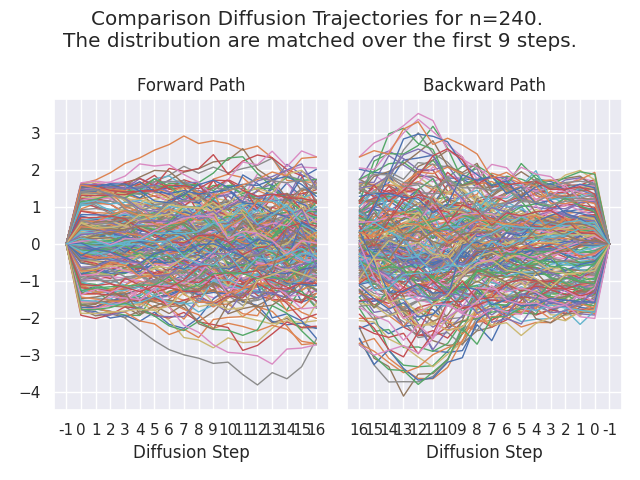 Comparison Diffusion Trajectories for n=240.
The distribution are matched over the first 9 steps.
Forward Path
Backward Path
3
2
1
0
−1
−2
−3
−4
-1 0 1 2 3 4 5 6 7 8 9 10 11 12 13 14 15 16
16 15 14 13 12 11 10 9 8 7 6 5 4 3 2 1 0 -1
Diffusion Step
Diffusion Step